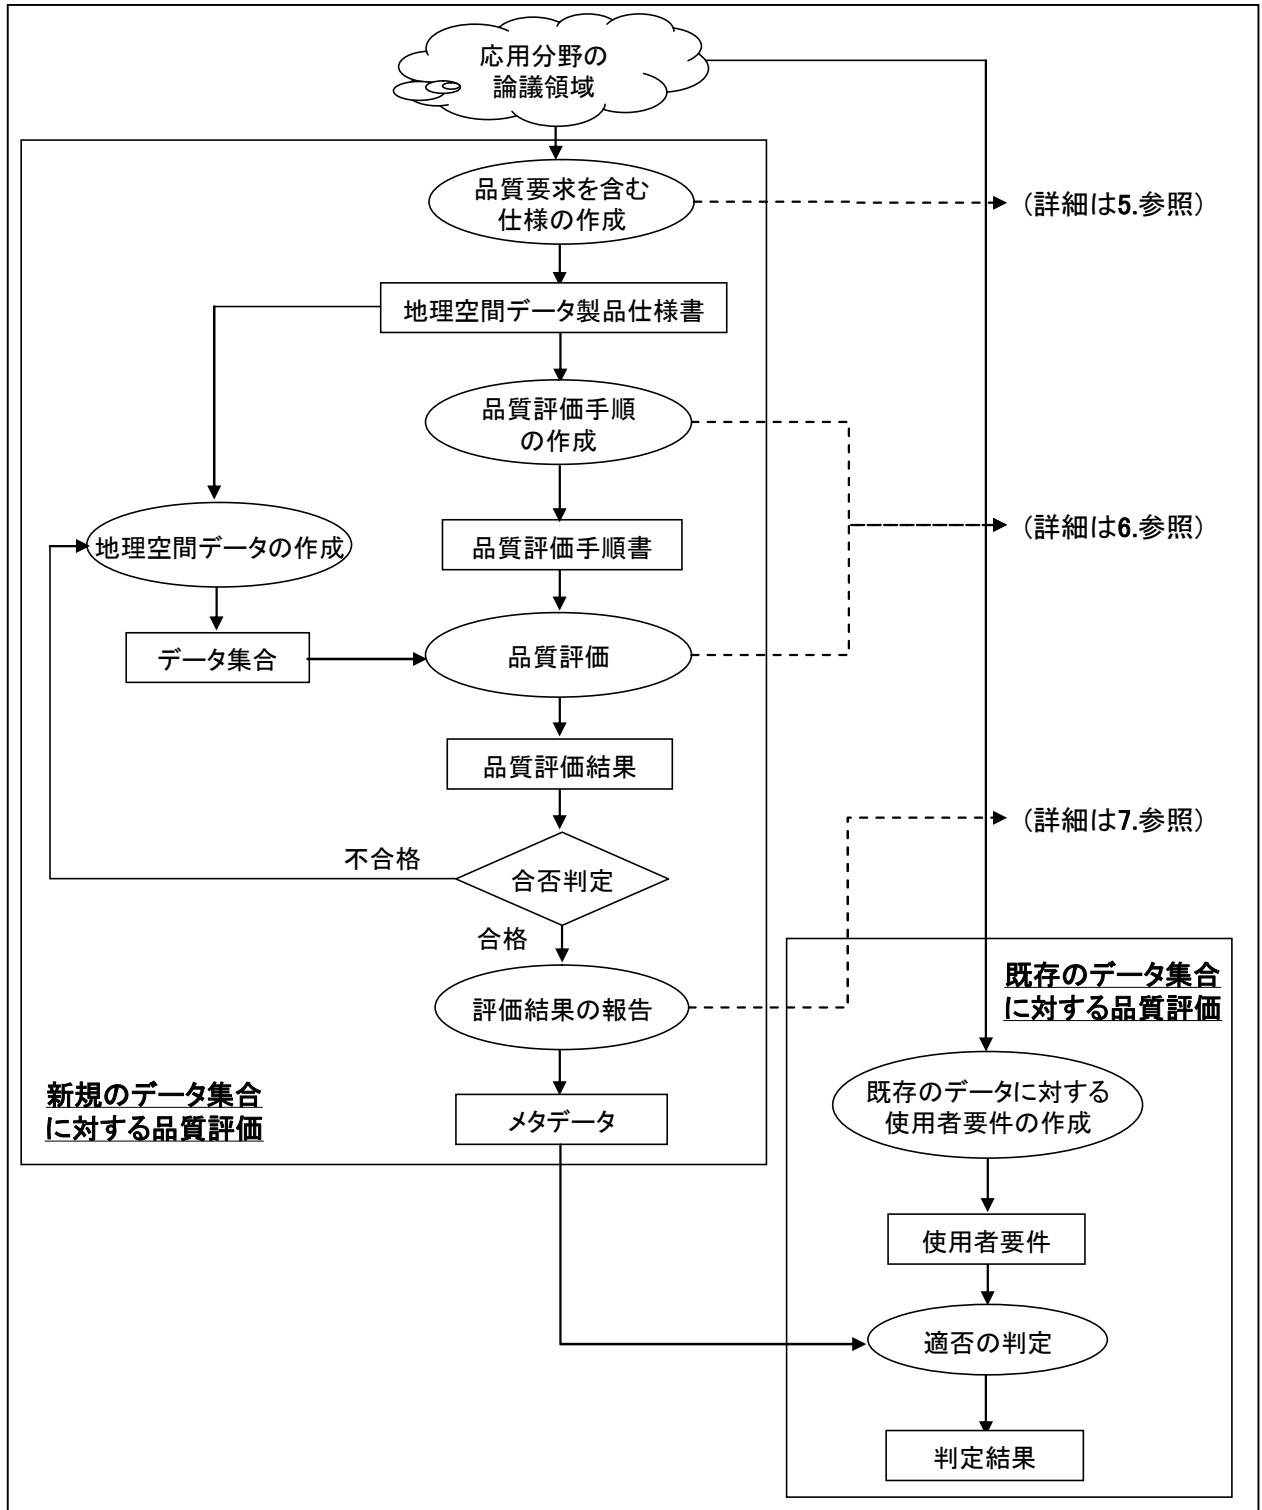 応用分野の
論議領域
品質要求を含む
仕様の作成
(詳細は5.参照)
地理空間データ製品仕様書
品質評価手順
の作成
地理空間データの作成
品質評価手順書
(詳細は6.参照)
データ集合
品質評価
品質評価結果
(詳細は7.参照)
不合格
合否判定
合格
評価結果の報告
メタデータ
新規のデータ集合
に対する品質評価
既存のデータ集合
に対する品質評価
既存のデータに対する
使用者要件の作成
使用者要件
適否の判定
判定結果